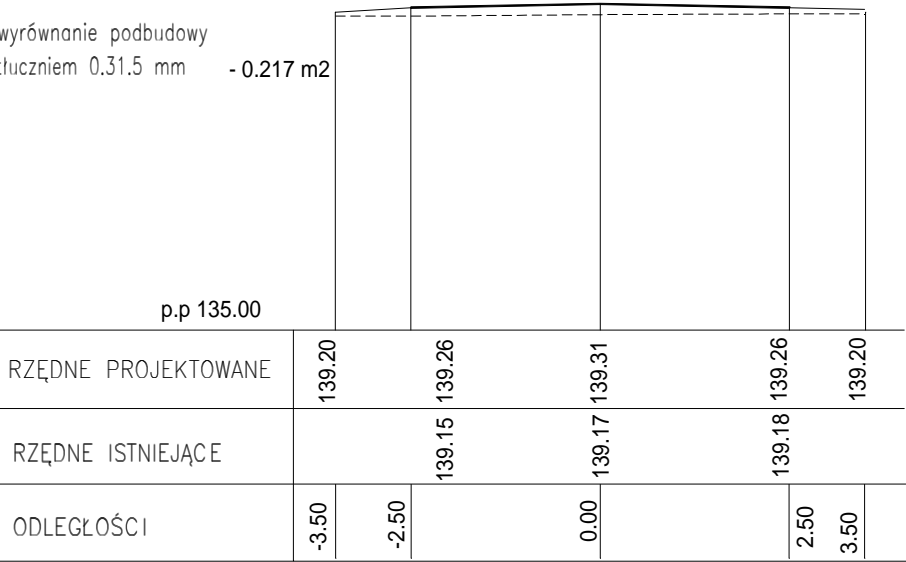 wyrównanie podbudowy
tłuczniem 0.31.5 mm - 0.217 m2
p.p 135.00
RZĘDNE PROJEKTOWANE 139.20 139.26 139.31 139.26 139.20
RZĘDNE ISTNIEJĄCE 139.15 139.17 139.18
ODLEGŁOŚCI -3.50 -2.50 0.00 2.50 3.50